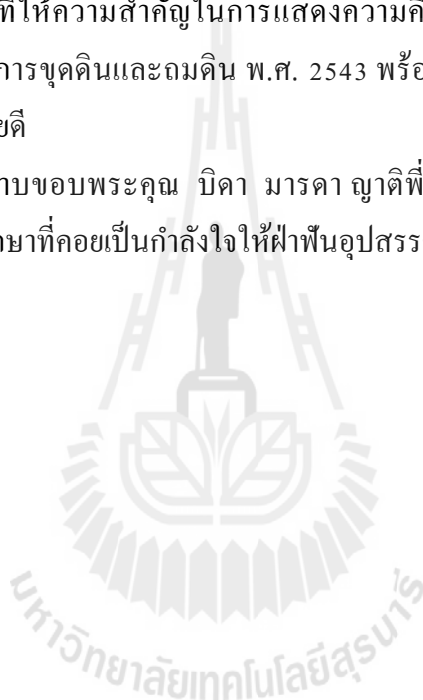 ที่ให้ความสำคัญในการแสดงความคิ
การขุดดินและถมดิน พ.ศ. 2543 พร้อ
ยดี
าบขอบพระคุณ บิดา มารดา ญาติพี่
าษาที่คอยเป็นกำลังใจให้ฝ่าฟันอุปสรร
มหาวิทยาลัยเทคโนโลยีสุรนารี